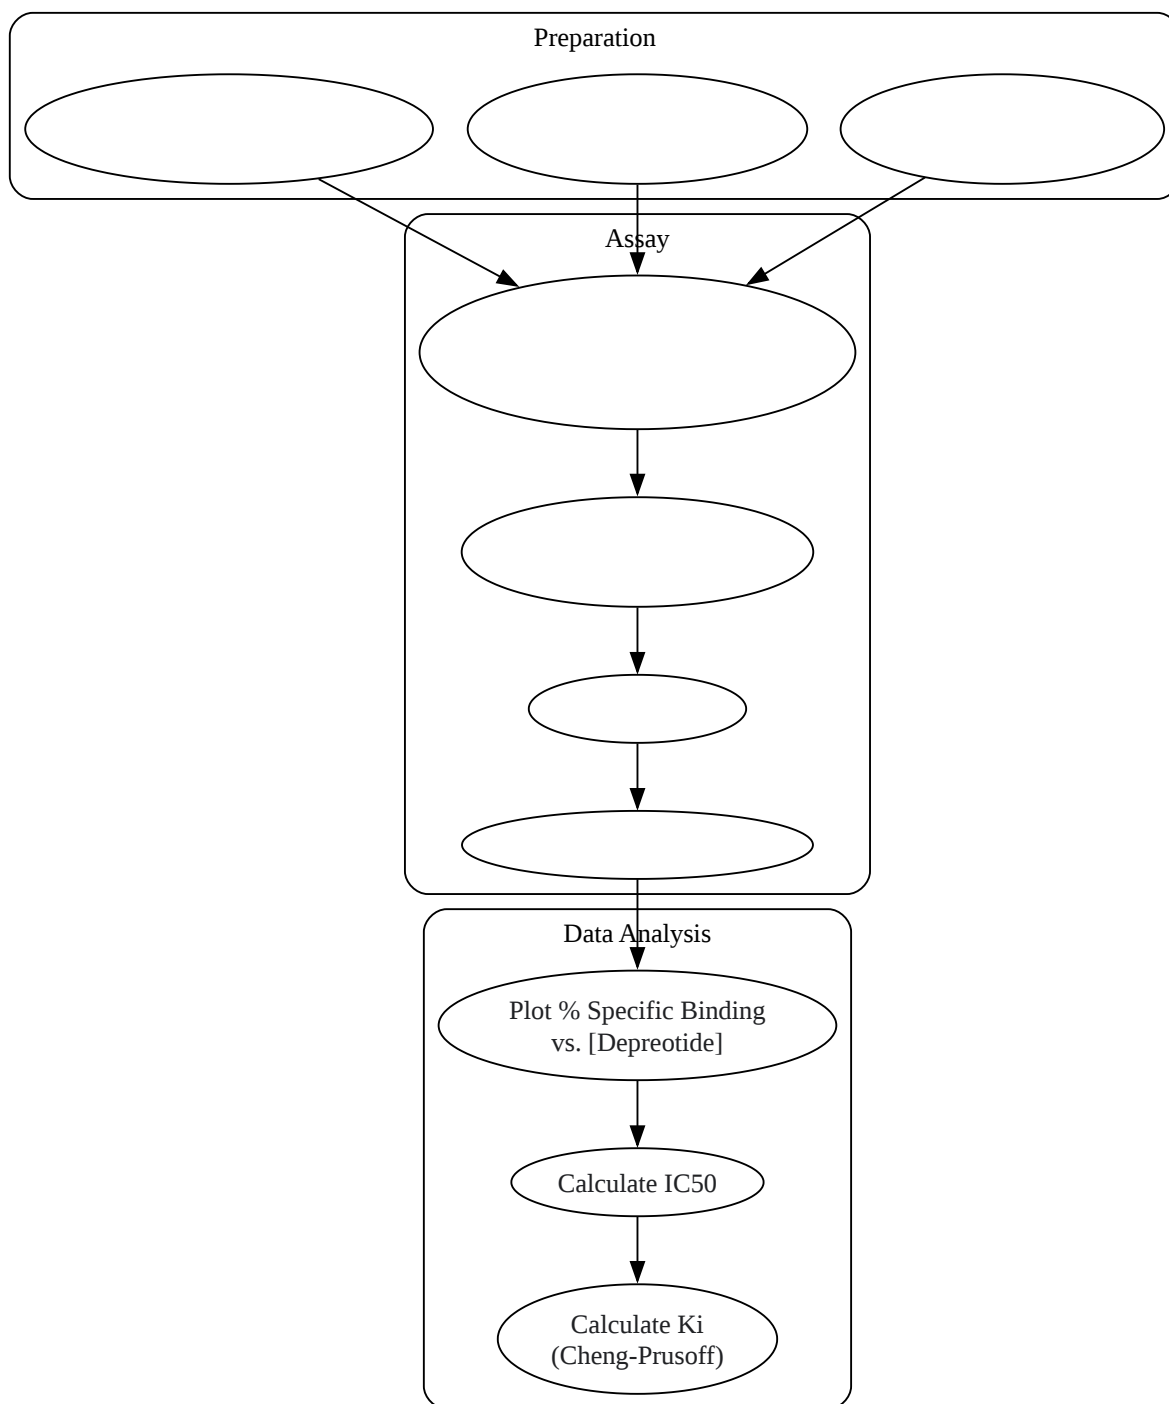 Preparation
Assay
Data Analysis
Plot % Specific Binding
vs. [Depreotide]
Calculate IC50
Calculate Ki
(Cheng-Prusoff)